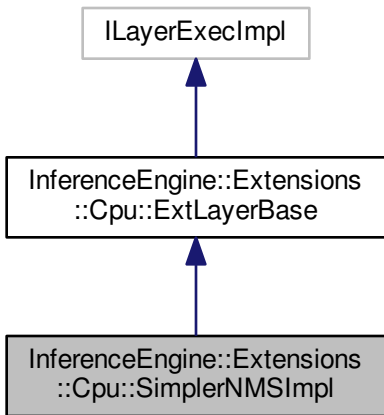 ILayerExecImpl
InferenceEngine::Extensions
::Cpu::ExtLayerBase
InferenceEngine::Extensions
::Cpu::SimplerNMSImpl